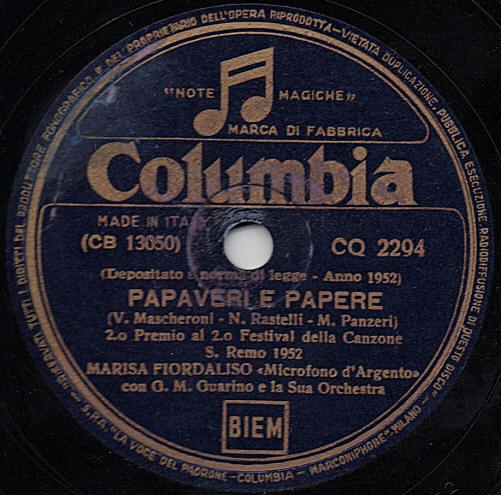 "NOTE MAGICHE"
MARCA DI FABBRICA
Columbia
MADE IN ITALY
(CB 13050) CQ 2294
(Depositato a norma di legge - Anno 1952)
PAPAVERI E PAPERE
(V. Mascheroni - N. Rastelli - M. Panzeri)
2.o Premio al 2.o Festival della Canzone
S. Remo 1952
MARISA FIORDALISO «Microfono d'Argento»
con G. M. Guarino e la Sua Orchestra
BIEM
RISERVATI TUTTI I DIRITTI DEL PRODUTTORE FONOGRAFICO E DEL PROPRIETARIO DELL'OPERA RIPRODOTTA - VIETATA DUPLICAZIONE, PUBBLICA ESECUZIONE, RADIODIFFUSIONE DI QUESTO DISCO
S.P.A. "LA VOCE DEL PADRONE - COLUMBIA - MARCONIPHONE", MILANO